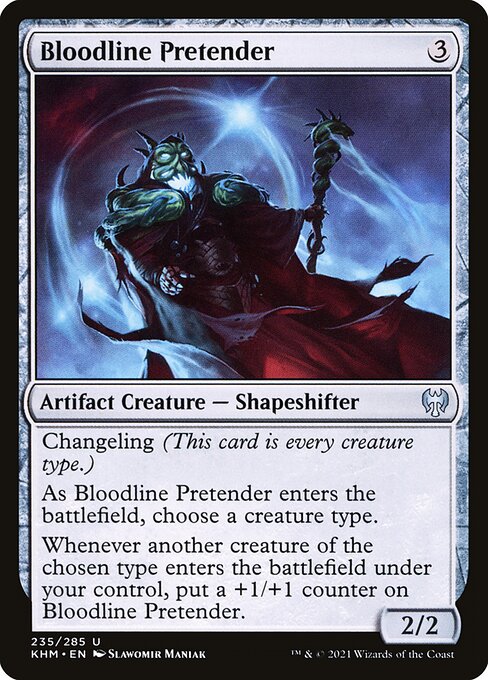 Bloodline Pretender 3
Artifact Creature — Shapeshifter
Changeling (This card is every creature
type.)
As Bloodline Pretender enters the
battlefield, choose a creature type.
Whenever another creature of the
chosen type enters the battlefield under
your control, put a +1/+1 counter on
Bloodline Pretender.
2/2
235/285 U
KHM • EN Slawomir Maniak ™ & © 2021 Wizards of the Coast